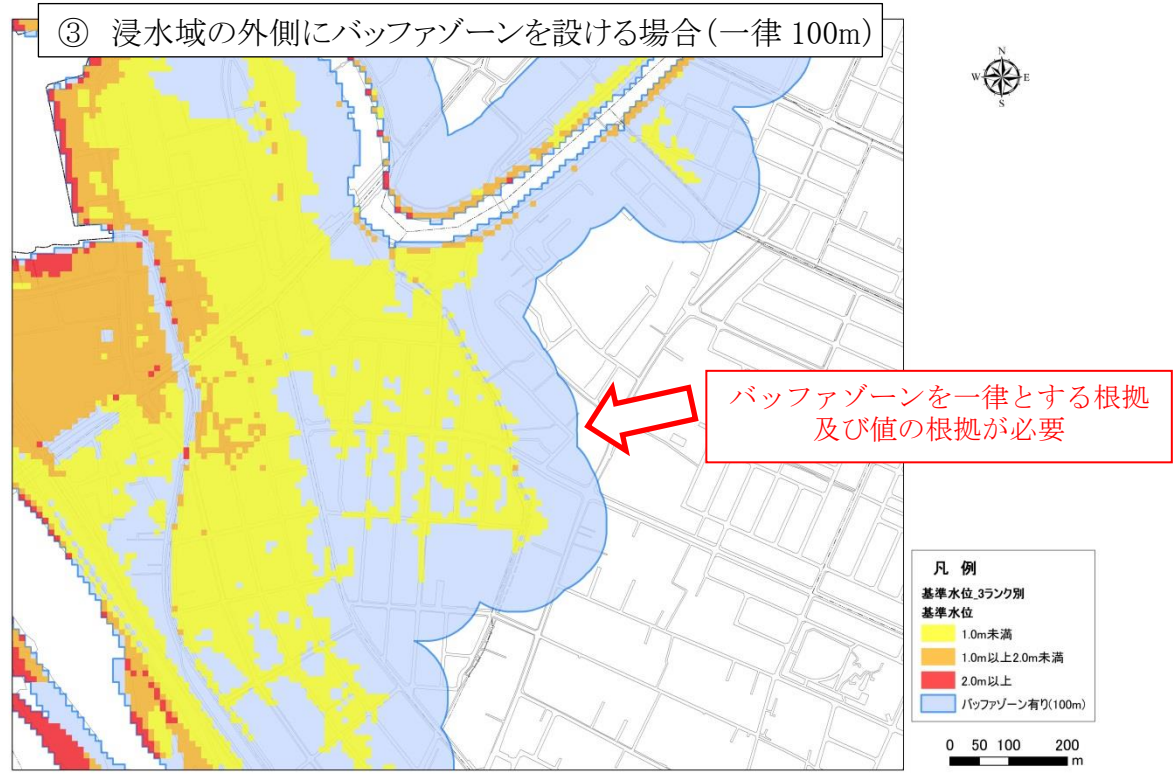 ③ 浸水域の外側にバッファゾーンを設ける場合(一律 100m)
N
W E
S
バッファゾーンを一律とする根拠
及び値の根拠が必要
凡 例
基準水位_3ランク別
基準水位
1.0m未満
1.0m以上2.0m未満
2.0m以上
バッファゾーン有り(100m)
0 50 100 200
m